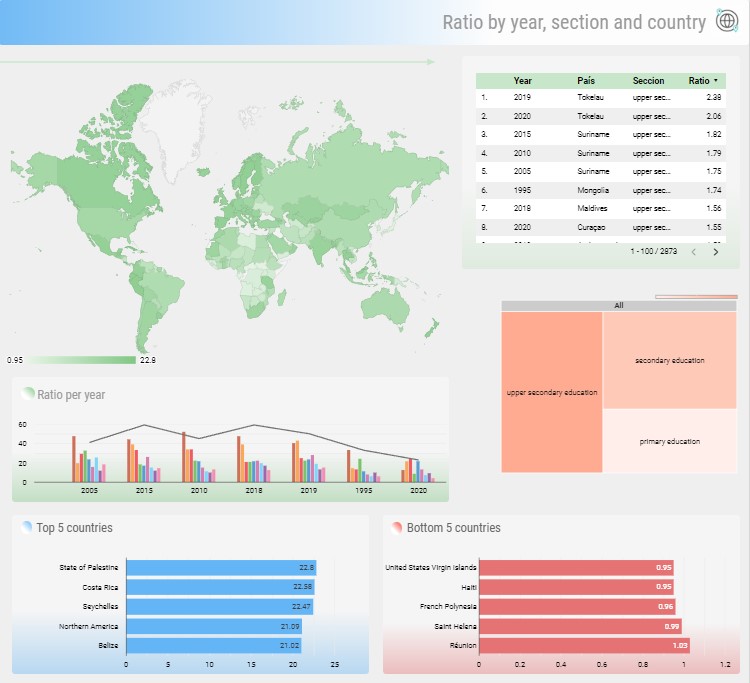 Ratio by year, section and country
Year País Seccion Ratio
1. 2019 Tokelau upper sec... 2.38
2. 2020 Tokelau upper sec... 2.06
3. 2015 Suriname upper sec... 1.82
4. 2010 Suriname upper sec... 1.79
5. 2005 Suriname upper sec... 1.75
6. 1995 Mongolia upper sec... 1.74
7. 2018 Maldives upper sec... 1.56
8. 2020 Curaçao upper sec... 1.55
1 - 100 / 2873
0.95 22.8
All
upper secondary education
secondary education
primary education
Ratio per year
60
40
20
0
2005 2015 2010 2018 2019 1995 2020
Top 5 countries
State of Palestine 22.8
Costa Rica 22.58
Seychelles 22.47
Northern America 21.09
Belize 21.02
0 5 10 15 20 25
Bottom 5 countries
United States Virgin Islands 0.95
Haiti 0.95
French Polynesia 0.96
Saint Helena 0.99
Réunion 1.03
0 0.2 0.4 0.6 0.8 1 1.2